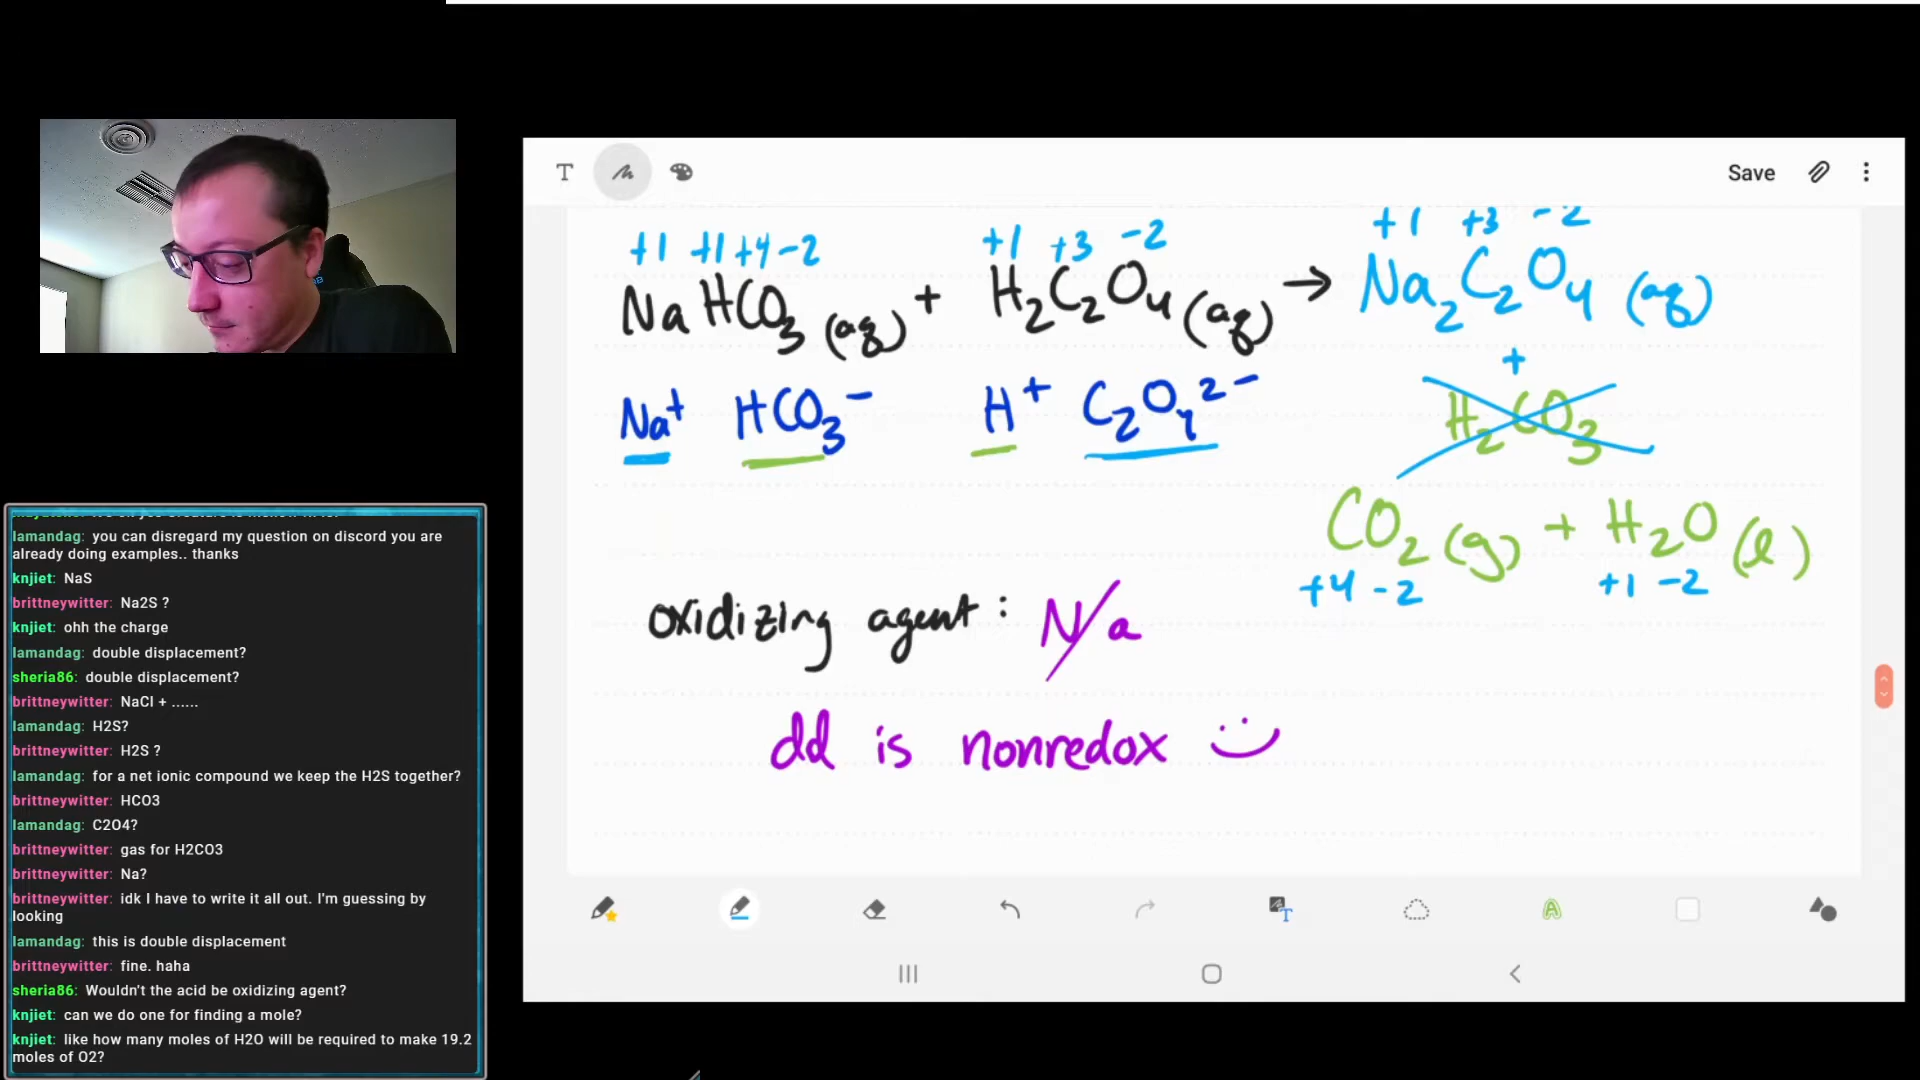 T
Save
+1 +1 +4 -2 +1 +3 -2 +1 +3 -2
NaHCO3 (aq) + H2C2O4 (aq) → Na2C2O4 (aq)
+
Na+ HCO3− H+ C2O4 2− H2CO3
CO2 (g) + H2O (l)
+4 -2 +1 -2
oxidizing agent: N/a
dd is nonredox
lamandag: you can disregard my question on discord you are
already doing examples.. thanks
knjiet: NaS
brittneywitter: Na2S ?
knjiet: ohh the charge
lamandag: double displacement?
sheria86: double displacement?
brittneywitter: NaCl + ......
lamandag: H2S?
brittneywitter: H2S ?
lamandag: for a net ionic compound we keep the H2S together?
brittneywitter: HCO3
lamandag: C2O4?
brittneywitter: gas for H2CO3
brittneywitter: Na?
brittneywitter: idk I have to write it all out. I'm guessing by
looking
lamandag: this is double displacement
brittneywitter: fine. haha
sheria86: Wouldn't the acid be oxidizing agent?
knjiet: can we do one for finding a mole?
knjiet: like how many moles of H2O will be required to make 19.2
moles of O2?